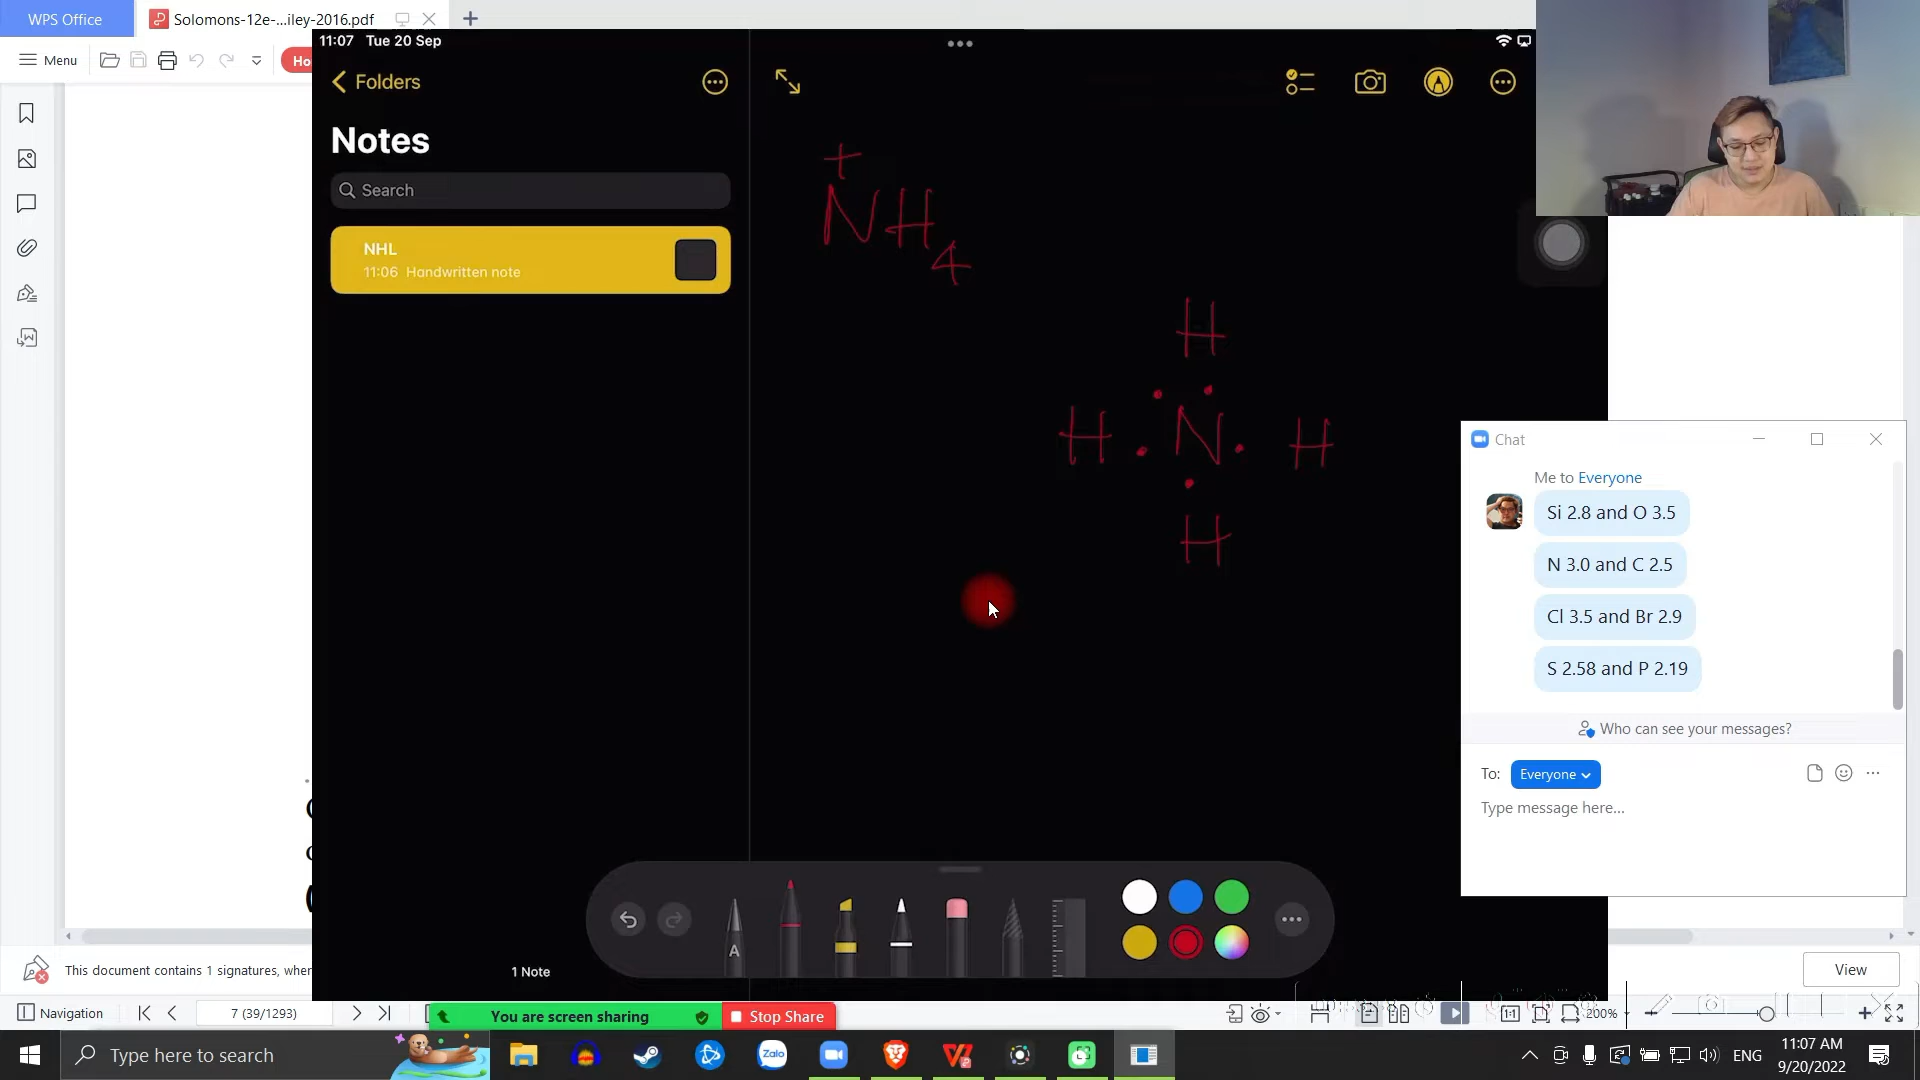 WPS Office
Solomons-12e-...iley-2016.pdf
Menu
Ho
11:07 Tue 20 Sep
Folders
Notes
Search
NHL
11:06 Handwritten note
1 Note
+
NH4
H
H . N . H
H
A
Chat
Me to Everyone
Si 2.8 and O 3.5
N 3.0 and C 2.5
Cl 3.5 and Br 2.9
S 2.58 and P 2.19
Who can see your messages?
To: Everyone
Type message here...
This document contains 1 signatures, wher
View
Navigation
7 (39/1293)
You are screen sharing
Stop Share
1:1
200%
Type here to search
Zalo
ENG
11:07 AM
9/20/2022